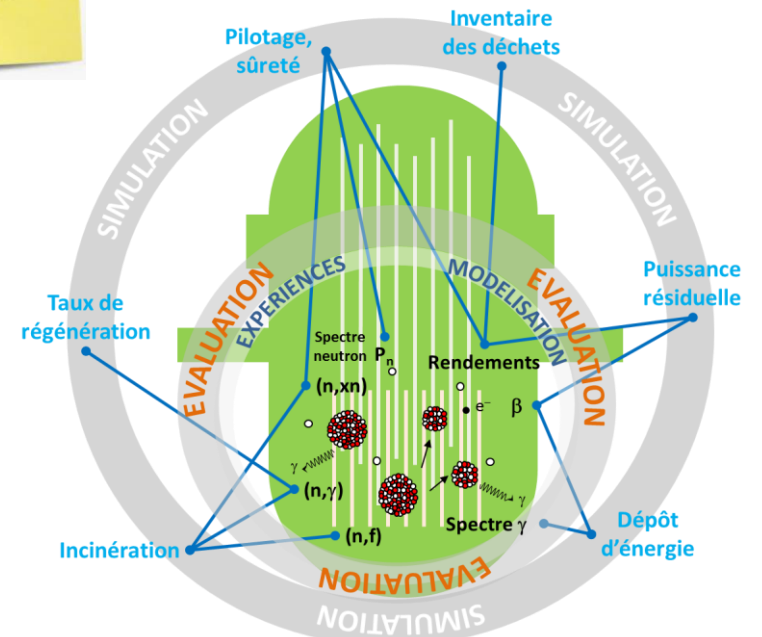 Inventaire
des déchets
Pilotage,
sûreté
SIMULATION
SIMULATION
Puissance
résiduelle
EVALUATION
EXPERIENCES
MODELISATION
EVALUATION
Taux de
régénération
Spectre
neutron
Pn
Rendements
(n,xn)
e⁻
β
γ
(n,γ)
γ
Spectre γ
(n,f)
Dépôt
d'énergie
Incinération
EVALUATION
SIMULATION